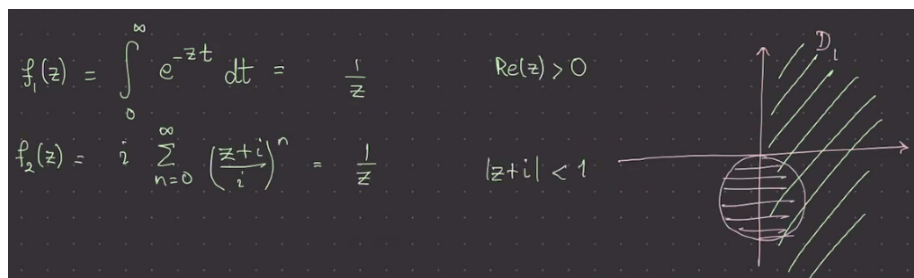 f₁(z) = ∫₀^∞ e^{-zt} dt = 1/z Re(z) > 0 D₁
f₂(z) = i ∑_{n=0}^∞ ((z+i)/i)^n = 1/z |z+i| < 1